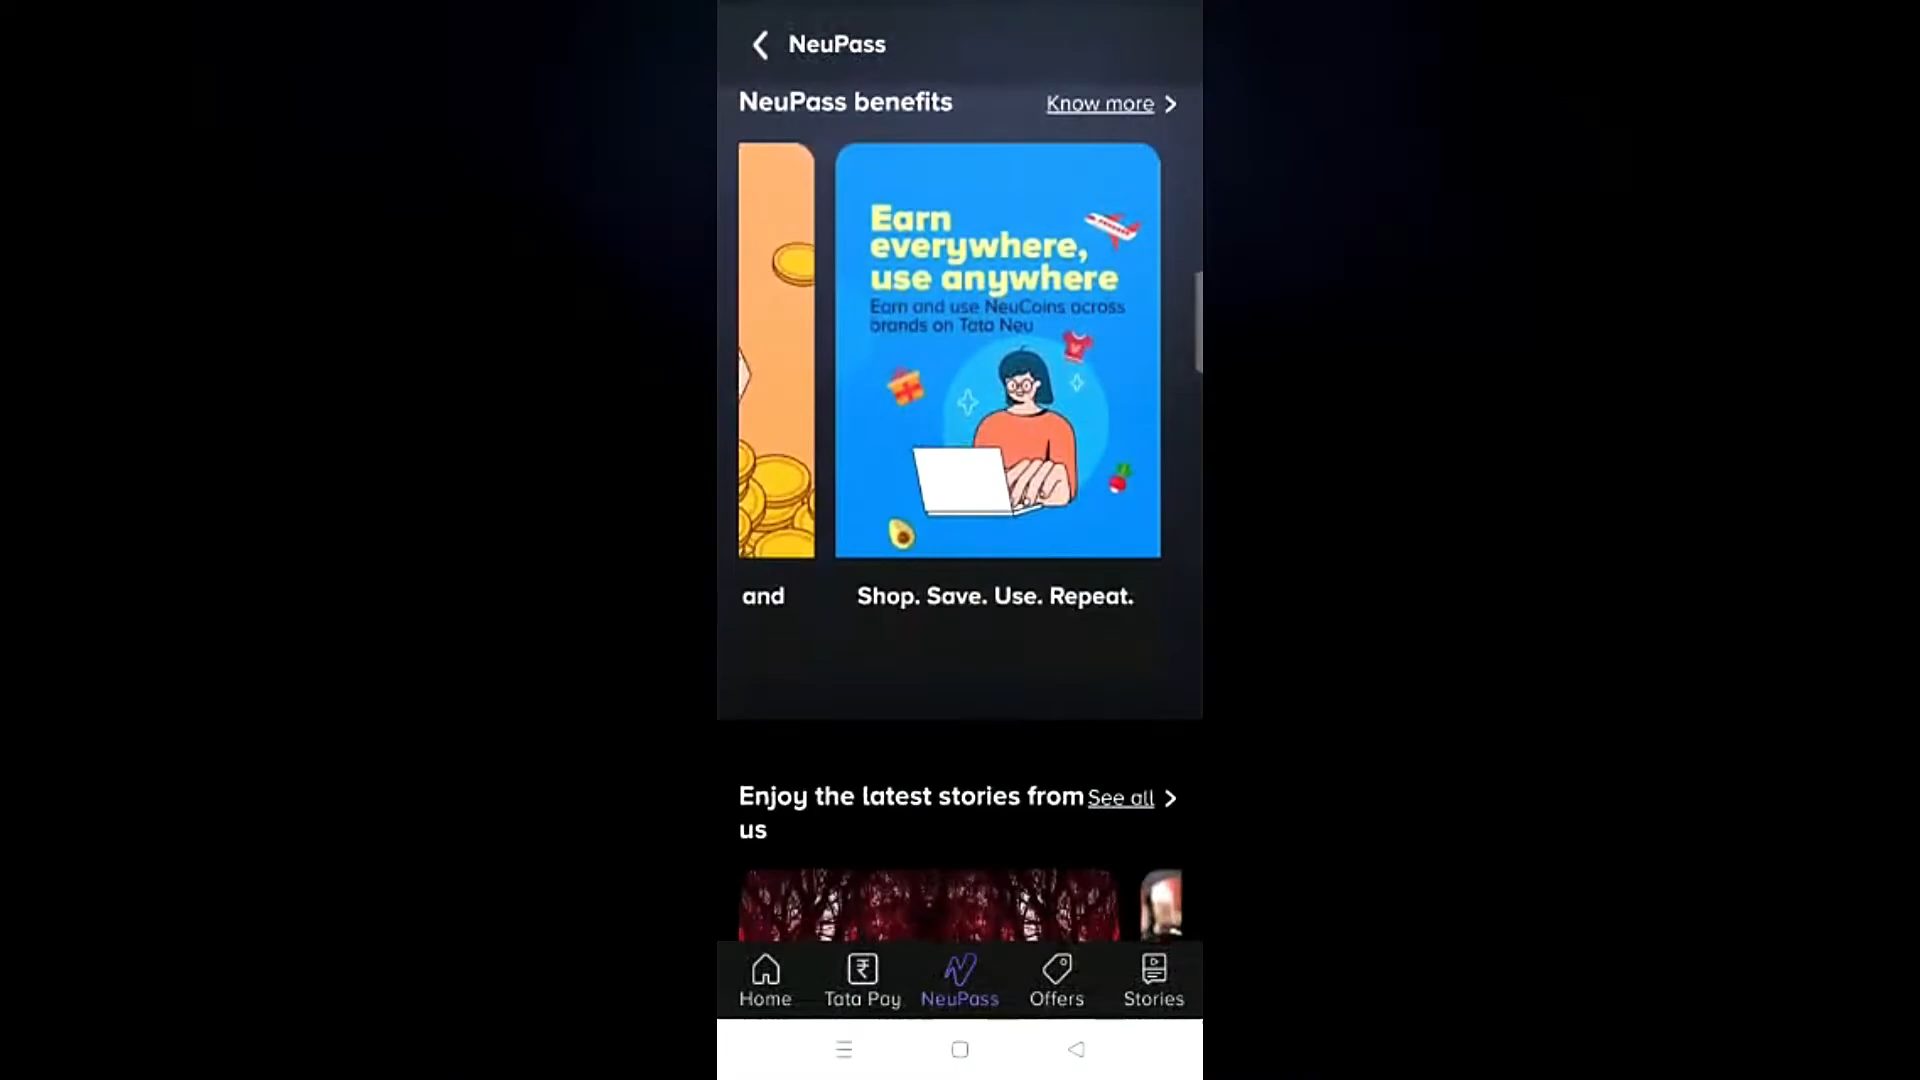 NeuPass
NeuPass benefits
Know more
Earn
everywhere,
use anywhere
Earn and use NeuCoins across
brands on Tata Neu
and
Shop. Save. Use. Repeat.
Enjoy the latest stories from
us
See all
Home
Tata Pay
NeuPass
Offers
Stories